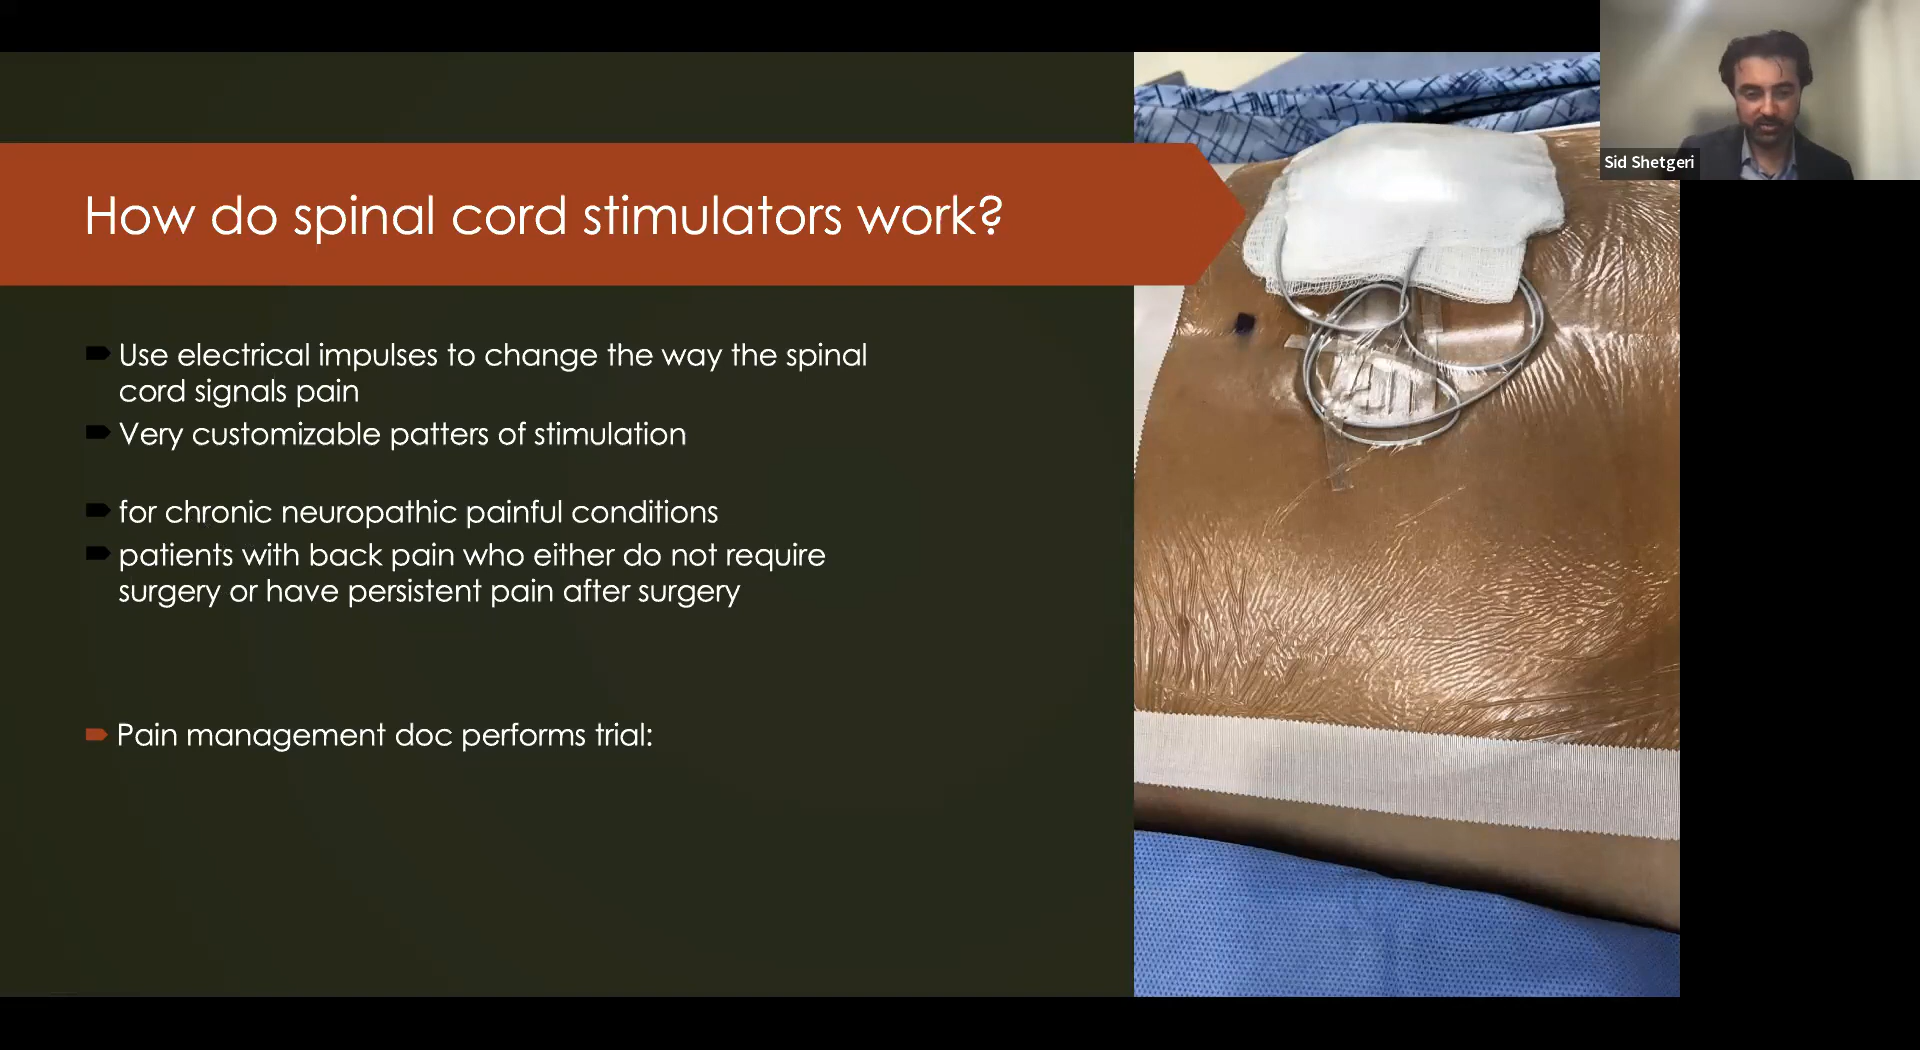 How do spinal cord stimulators work?
Use electrical impulses to change the way the spinal
cord signals pain
Very customizable patters of stimulation
for chronic neuropathic painful conditions
patients with back pain who either do not require
surgery or have persistent pain after surgery
Pain management doc performs trial:
Sid Shetgeri